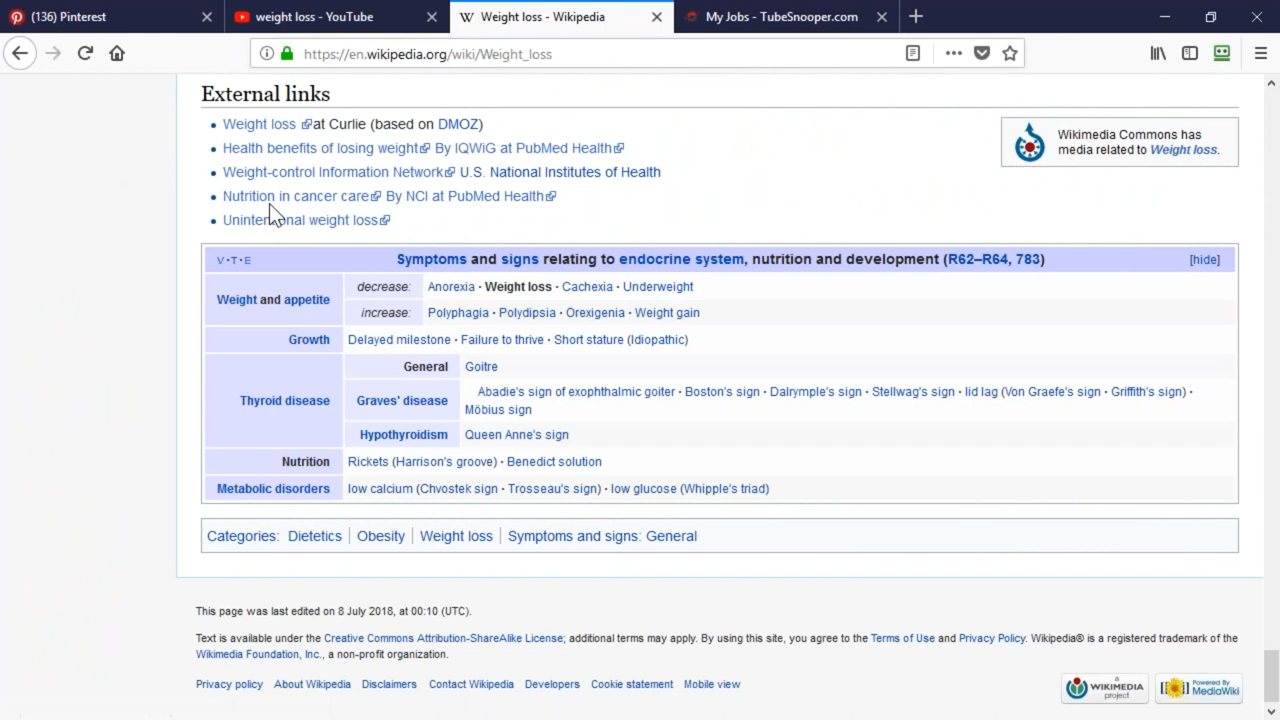 (136) Pinterest
weight loss - YouTube
Weight loss - Wikipedia
My Jobs - TubeSnooper.com
https://en.wikipedia.org/wiki/Weight_loss
External links
Weight loss at Curlie (based on DMOZ)
Health benefits of losing weight By IQWiG at PubMed Health
Weight-control Information Network U.S. National Institutes of Health
Nutrition in cancer care By NCI at PubMed Health
Unintentional weight loss
Wikimedia Commons has
media related to Weight loss.
V·T·E Symptoms and signs relating to endocrine system, nutrition and development (R62–R64, 783) [hide]
Weight and appetite
decrease: Anorexia · Weight loss · Cachexia · Underweight
increase: Polyphagia · Polydipsia · Orexigenia · Weight gain
Growth Delayed milestone · Failure to thrive · Short stature (Idiopathic)
Thyroid disease
General Goitre
Graves' disease Abadie's sign of exophthalmic goiter · Boston's sign · Dalrymple's sign · Stellwag's sign · lid lag (Von Graefe's sign · Griffith's sign) ·
Möbius sign
Hypothyroidism Queen Anne's sign
Nutrition Rickets (Harrison's groove) · Benedict solution
Metabolic disorders low calcium (Chvostek sign · Trosseau's sign) · low glucose (Whipple's triad)
Categories: Dietetics | Obesity | Weight loss | Symptoms and signs: General
This page was last edited on 8 July 2018, at 00:10 (UTC).
Text is available under the Creative Commons Attribution-ShareAlike License; additional terms may apply. By using this site, you agree to the Terms of Use and Privacy Policy. Wikipedia® is a registered trademark of the
Wikimedia Foundation, Inc., a non-profit organization.
Privacy policy About Wikipedia Disclaimers Contact Wikipedia Developers Cookie statement Mobile view
a
WIKIMEDIA
project
Powered By
MediaWiki